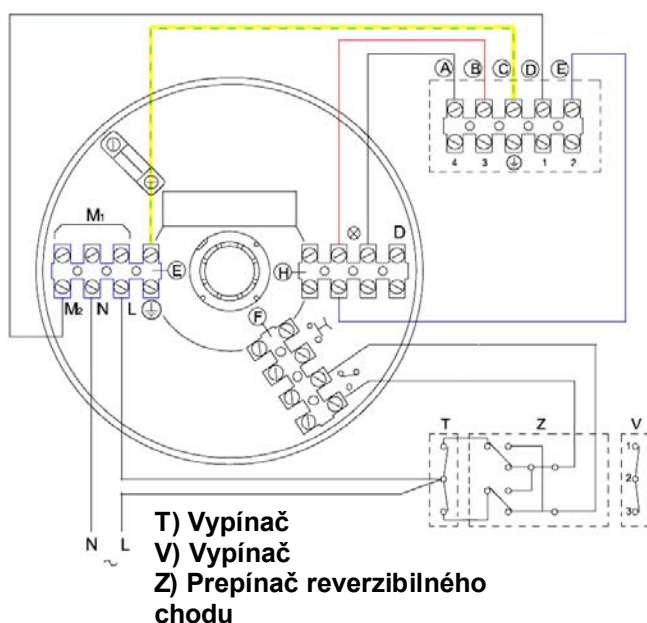 A B C D E
4 3 1 2
M1
D
E
H
M2 N L
F
T Z V
1
2
3
N L
~
T) Vypínač
V) Vypínač
Z) Prepínač reverzibilného
chodu